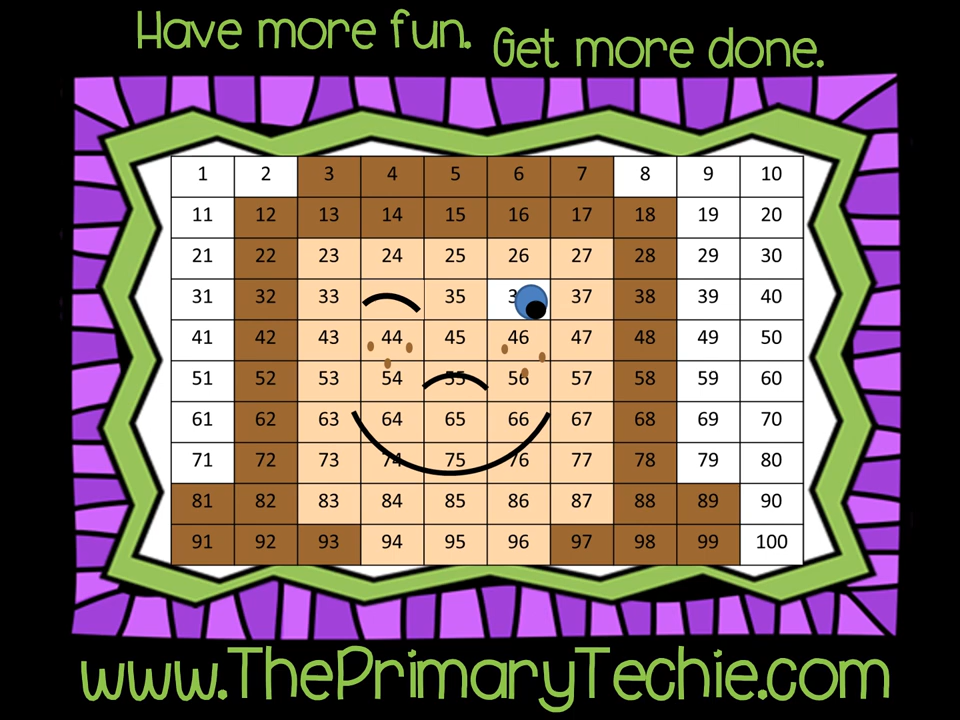 Have more fun. Get more done.
1 2 3 4 5 6 7 8 9 10
11 12 13 14 15 16 17 18 19 20
21 22 23 24 25 26 27 28 29 30
31 32 33 35 37 38 39 40
41 42 43 44 45 46 47 48 49 50
51 52 53 54 55 56 57 58 59 60
61 62 63 64 65 66 67 68 69 70
71 72 73 74 75 76 77 78 79 80
81 82 83 84 85 86 87 88 89 90
91 92 93 94 95 96 97 98 99 100
www.ThePrimaryTechie.com